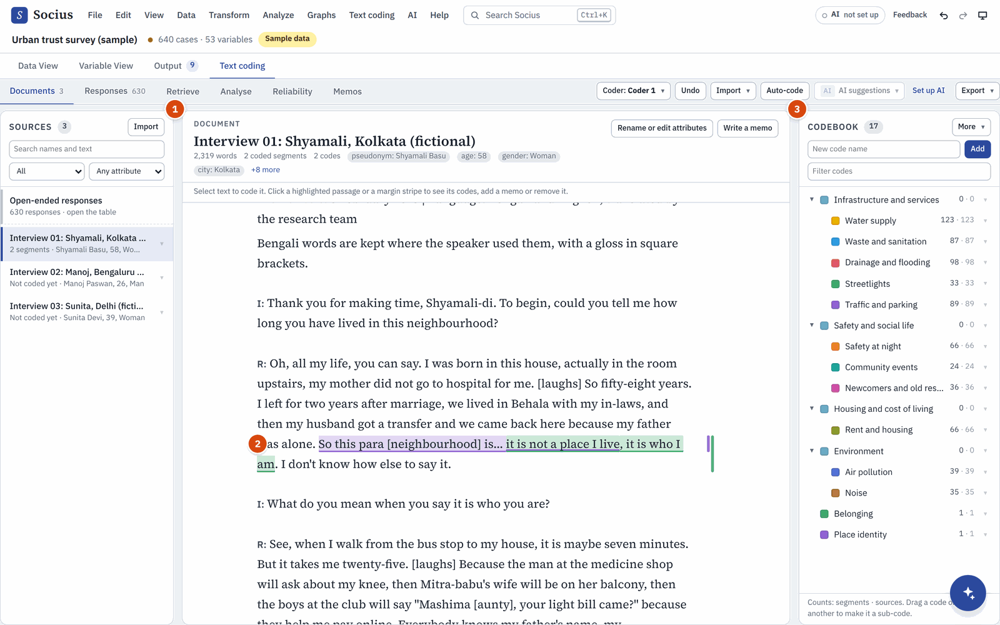 S Socius File Edit View Data Transform Analyze Graphs Text coding AI Help Search Socius Ctrl+K AI not set up Feedback
Urban trust survey (sample) 640 cases · 53 variables Sample data
Data View Variable View Output 9 Text coding
Documents 3 Responses 630 Retrieve Analyse Reliability Memos Coder: Coder 1 Undo Import Auto-code AI AI suggestions Set up AI Export
1
3
SOURCES 3 Import
Search names and text
All Any attribute
Open-ended responses
630 responses · open the table
Interview 01: Shyamali, Kolkata ...
2 segments · Shyamali Basu, 58, Wo...
Interview 02: Manoj, Bengaluru ...
Not coded yet · Manoj Paswan, 26, Man
Interview 03: Sunita, Delhi (ficti...
Not coded yet · Sunita Devi, 39, Woman
DOCUMENT
Interview 01: Shyamali, Kolkata (fictional)
Rename or edit attributes Write a memo
2,319 words 2 coded segments 2 codes pseudonym: Shyamali Basu age: 58 gender: Woman
city: Kolkata +8 more
Select text to code it. Click a highlighted passage or a margin stripe to see its codes, add a memo or remove it.
the research team
Bengali words are kept where the speaker used them, with a gloss in square
brackets.
I: Thank you for making time, Shyamali-di. To begin, could you tell me how
long you have lived in this neighbourhood?
R: Oh, all my life, you can say. I was born in this house, actually in the room
upstairs, my mother did not go to hospital for me. [laughs] So fifty-eight years.
I left for two years after marriage, we lived in Behala with my in-laws, and
then my husband got a transfer and we came back here because my father
2 as alone. So this para [neighbourhood] is... it is not a place I live, it is who I
am. I don't know how else to say it.
I: What do you mean when you say it is who you are?
R: See, when I walk from the bus stop to my house, it is maybe seven minutes.
But it takes me twenty-five. [laughs] Because the man at the medicine shop
will ask about my knee, then Mitra-babu's wife will be on her balcony, then
the boys at the club will say "Mashima [aunty], your light bill came?" because
they help me pay online. Everybody knows my father's name, my
CODEBOOK 17 More
New code name Add
Filter codes
Infrastructure and services 0 · 0
Water supply 123 · 123
Waste and sanitation 87 · 87
Drainage and flooding 98 · 98
Streetlights 33 · 33
Traffic and parking 89 · 89
Safety and social life 0 · 0
Safety at night 66 · 66
Community events 24 · 24
Newcomers and old res... 36 · 36
Housing and cost of living 0 · 0
Rent and housing 66 · 66
Environment 0 · 0
Air pollution 39 · 39
Noise 35 · 35
Belonging 1 · 1
Place identity 1 · 1
Counts: segments · sources. Drag a code
another to make it a sub-code.